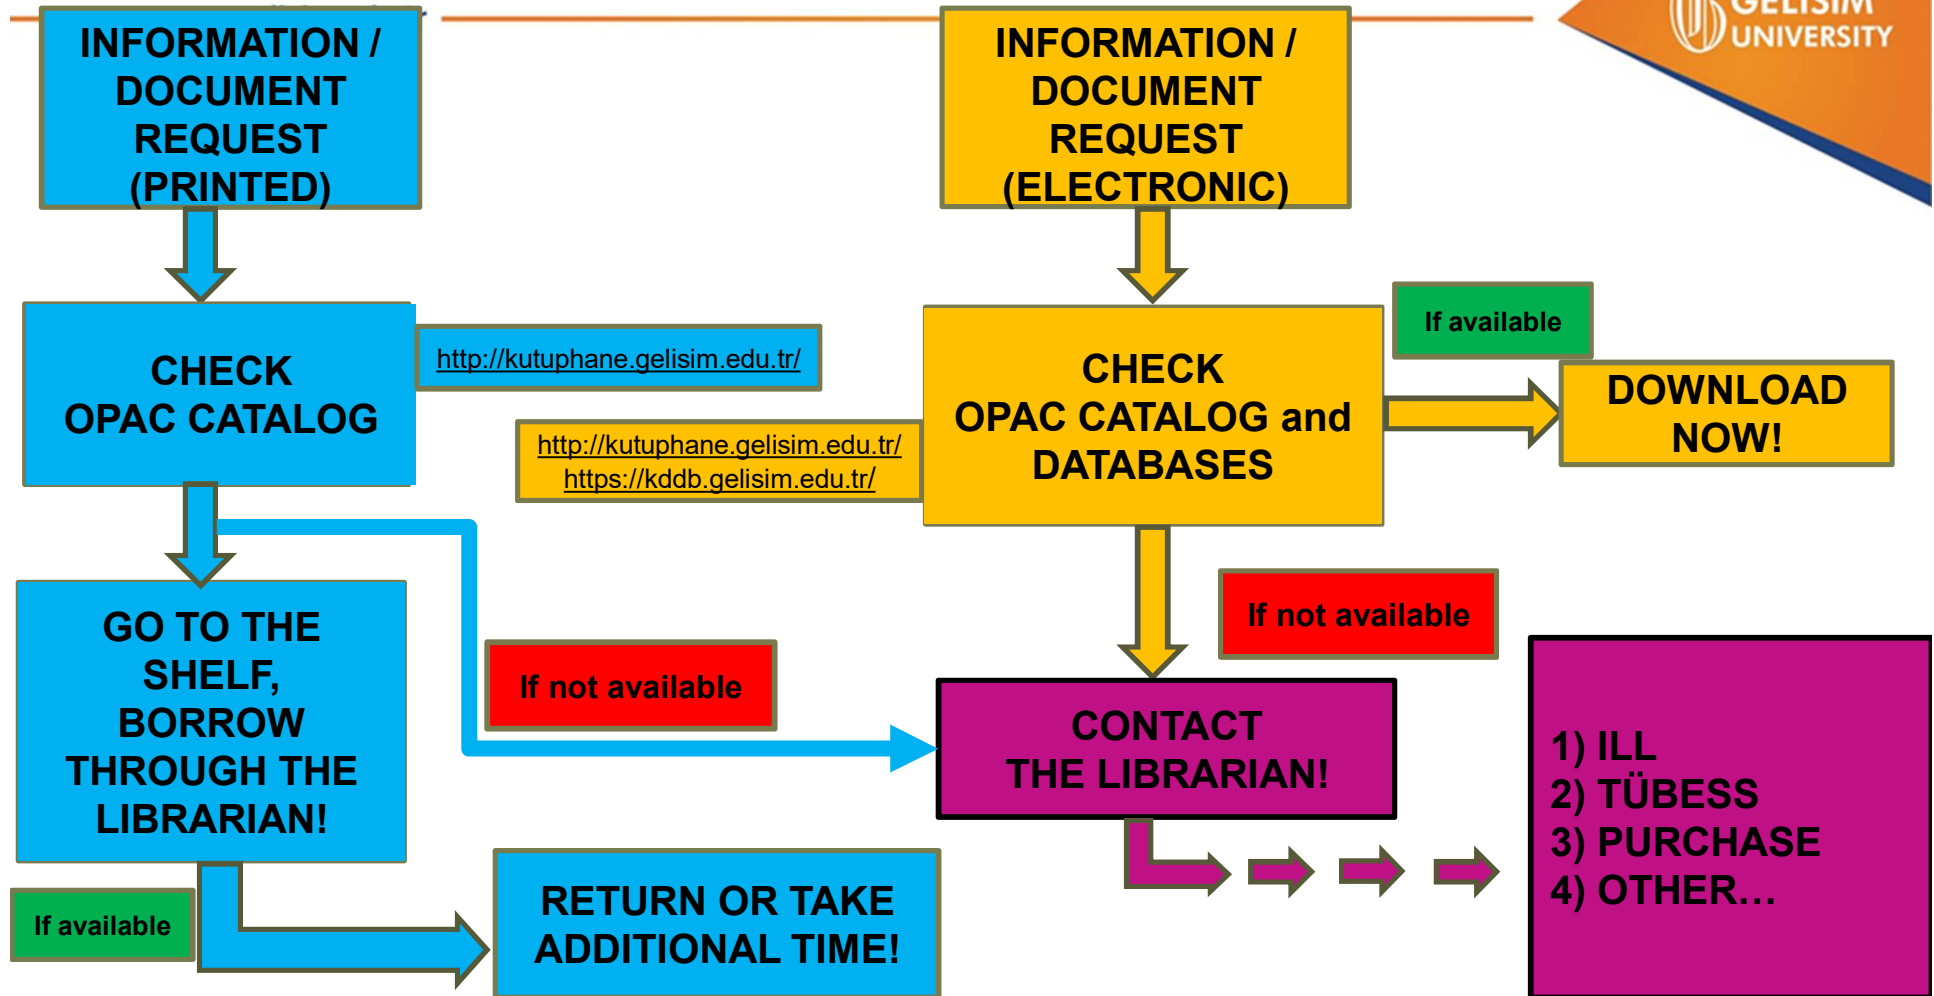 GELISIM
UNIVERSITY
INFORMATION /
DOCUMENT
REQUEST
(PRINTED)
INFORMATION /
DOCUMENT
REQUEST
(ELECTRONIC)
CHECK
OPAC CATALOG
http://kutuphane.gelisim.edu.tr/
http://kutuphane.gelisim.edu.tr/
https://kddb.gelisim.edu.tr/
CHECK
OPAC CATALOG and
DATABASES
If available
DOWNLOAD
NOW!
GO TO THE
SHELF,
BORROW
THROUGH THE
LIBRARIAN!
If not available
If not available
CONTACT
THE LIBRARIAN!
1) ILL
2) TÜBESS
3) PURCHASE
4) OTHER…
If available
RETURN OR TAKE
ADDITIONAL TIME!